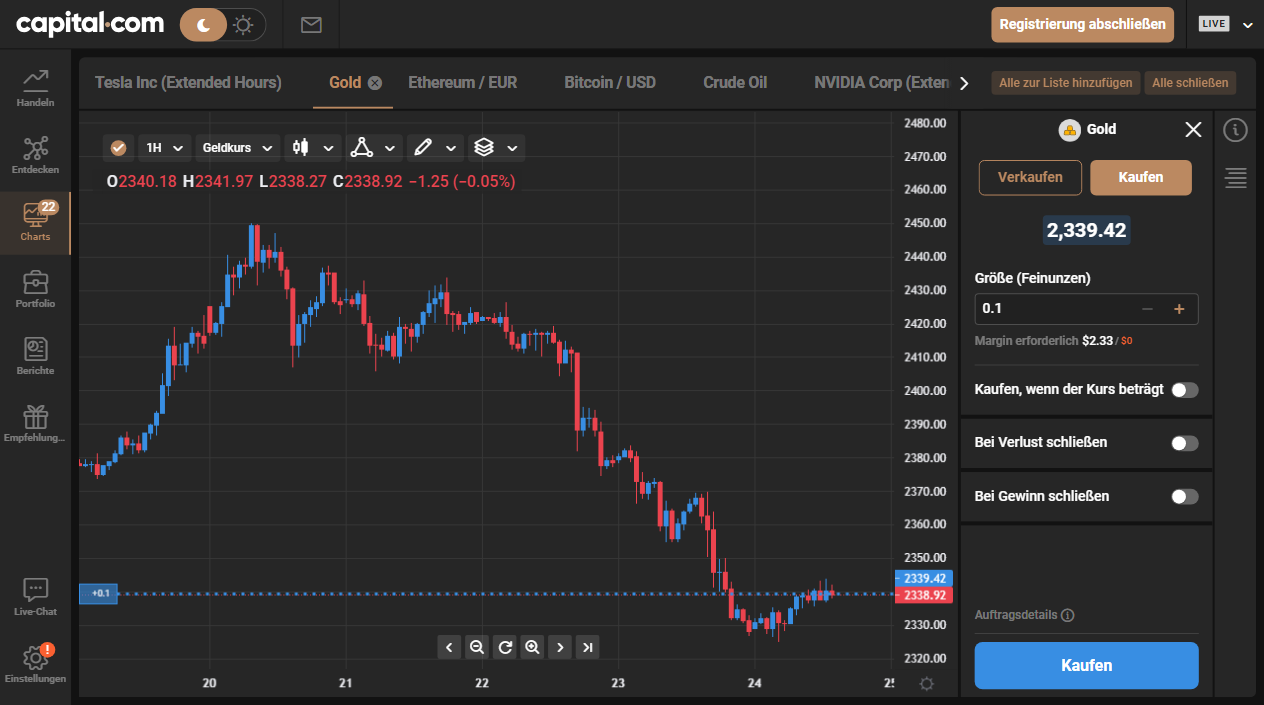 capital.com
Registrierung abschließen
LIVE
Tesla Inc (Extended Hours)
Gold
Ethereum / EUR
Bitcoin / USD
Crude Oil
NVIDIA Corp (Exten
Alle zur Liste hinzufügen
Alle schließen
Handeln
Entdecken
22
Charts
Portfolio
Berichte
Empfehlung...
Live-Chat
!
Einstellungen
1H
Geldkurs
O2340.18 H2341.97 L2338.27 C2338.92 −1.25 (−0.05%)
2480.00
2470.00
2460.00
2450.00
2440.00
2430.00
2420.00
2410.00
2400.00
2390.00
2380.00
2370.00
2360.00
2350.00
2339.42
2338.92
2330.00
2320.00
+0.1
20
21
22
23
24
Gold
Verkaufen
Kaufen
2,339.42
Größe (Feinunzen)
0.1
Margin erforderlich $2.33 / $0
Kaufen, wenn der Kurs beträgt
Bei Verlust schließen
Bei Gewinn schließen
Auftragsdetails
Kaufen